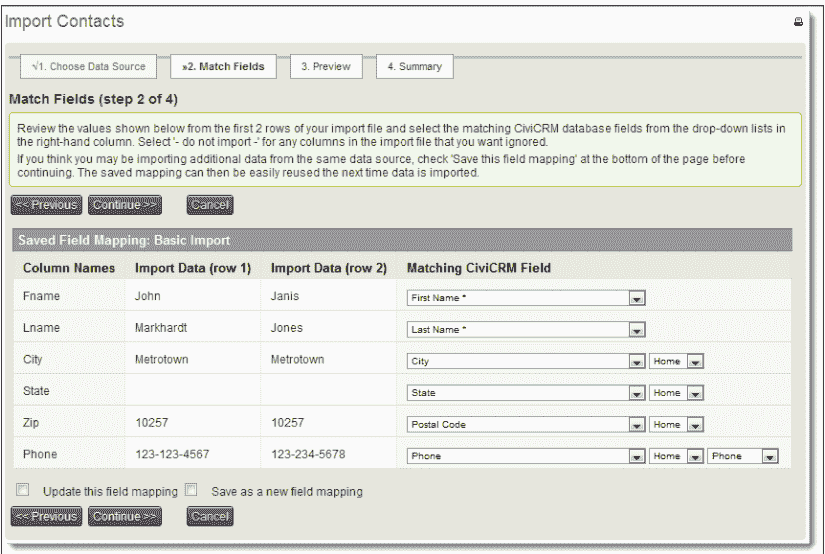 Import Contacts
√1. Choose Data Source
»2. Match Fields
3. Preview
4. Summary
Match Fields (step 2 of 4)
Review the values shown below from the first 2 rows of your import file and select the matching CiviCRM database fields from the drop-down lists in
the right-hand column. Select '- do not import -' for any columns in the import file that you want ignored.
If you think you may be importing additional data from the same data source, check 'Save this field mapping' at the bottom of the page before
continuing. The saved mapping can then be easily reused the next time data is imported.
<< Previous Continue >> Cancel
Saved Field Mapping: Basic Import
Column Names Import Data (row 1) Import Data (row 2) Matching CiviCRM Field
Fname John Janis First Name *
Lname Markhardt Jones Last Name *
City Metrotown Metrotown City Home
State State Home
Zip 10257 10257 Postal Code Home
Phone 123-123-4567 123-234-5678 Phone Home Phone
Update this field mapping Save as a new field mapping
<< Previous Continue >> Cancel